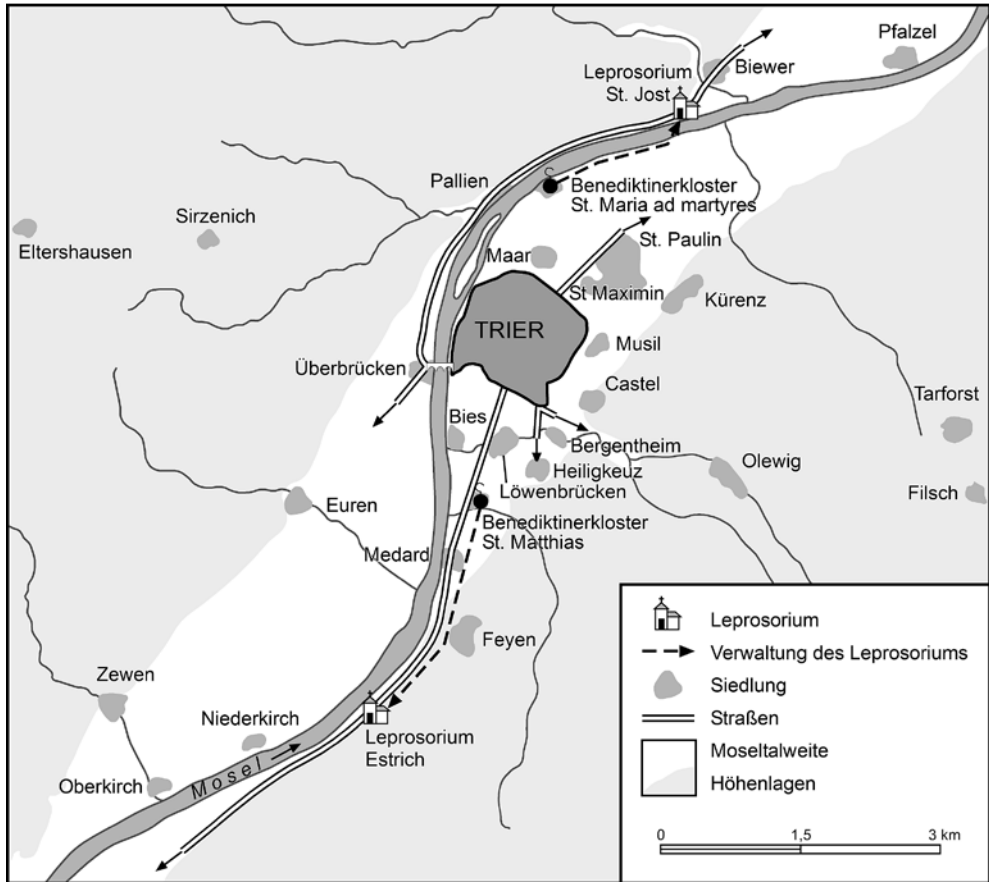 Pfalzel
Biewer
Leprosorium
St. Jost
Pallien
Benediktinerkloster
St. Maria ad martyres
Sirzenich
Eltershausen
Maar
St. Paulin
St Maximin
Kürenz
TRIER
Musil
Überbrücken
Castel
Tarforst
Bies
Bergentheim
Olewig
Heiligkeuz
Löwenbrücken
Filsch
Euren
Benediktinerkloster
St. Matthias
Medard
Feyen
Zewen
Niederkirch
Leprosorium
Estrich
Mosel
Oberkirch
Leprosorium
Verwaltung des Leprosoriums
Siedlung
Straßen
Moseltalweite
Höhenlagen
0 1,5 3 km